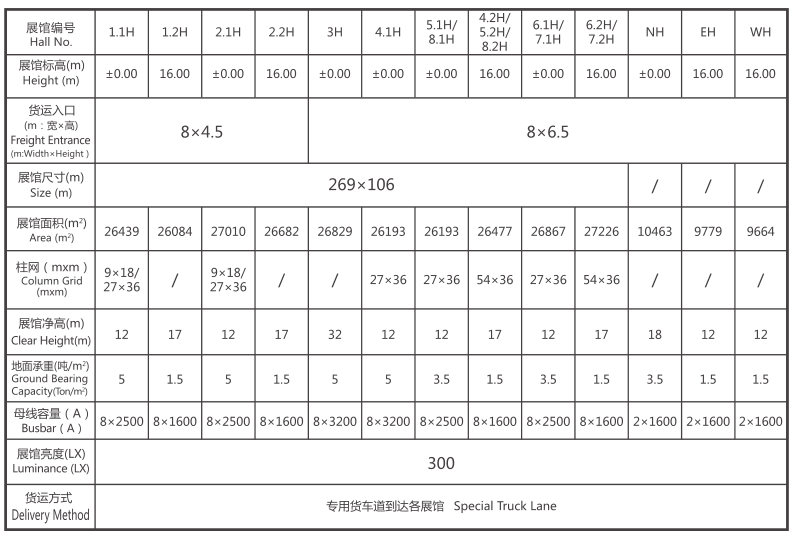 展馆编号 1.1H 1.2H 2.1H 2.2H 3H 4.1H 5.1H/ 4.2H/ 6.1H/ 6.2H/ NH EH WH
Hall No. 8.1H 5.2H/ 7.1H 7.2H
8.2H
展馆标高(m) ±0.00 16.00 ±0.00 16.00 ±0.00 ±0.00 ±0.00 16.00 ±0.00 16.00 ±0.00 16.00 16.00
Height (m)
货运入口
(m：宽×高) 8×4.5 8×6.5
Freight Entrance
(m:Width×Height)
展馆尺寸(m) 269×106 / / /
Size (m)
展馆面积(m²) 26439 26084 27010 26682 26829 26193 26193 26477 26867 27226 10463 9779 9664
Area (m²)
柱网（mxm） 9×18/ / 9×18/ / / 27×36 27×36 54×36 27×36 54×36 / / /
Column Grid 27×36 27×36
(mxm)
展馆净高(m) 12 17 12 17 32 12 12 17 12 17 18 12 12
Clear Height(m)
地面承重(吨/m²) 5 1.5 5 1.5 5 5 3.5 1.5 3.5 1.5 3.5 1.5 1.5
Ground Bearing
Capacity(Ton/m²)
母线容量（A） 8×2500 8×1600 8×2500 8×1600 8×3200 8×3200 8×2500 8×1600 8×2500 8×1600 2×1600 2×1600 2×1600
Busbar（A）
展馆亮度(LX) 300
Luminance (LX)
货运方式 专用货车道到达各展馆 Special Truck Lane
Delivery Method